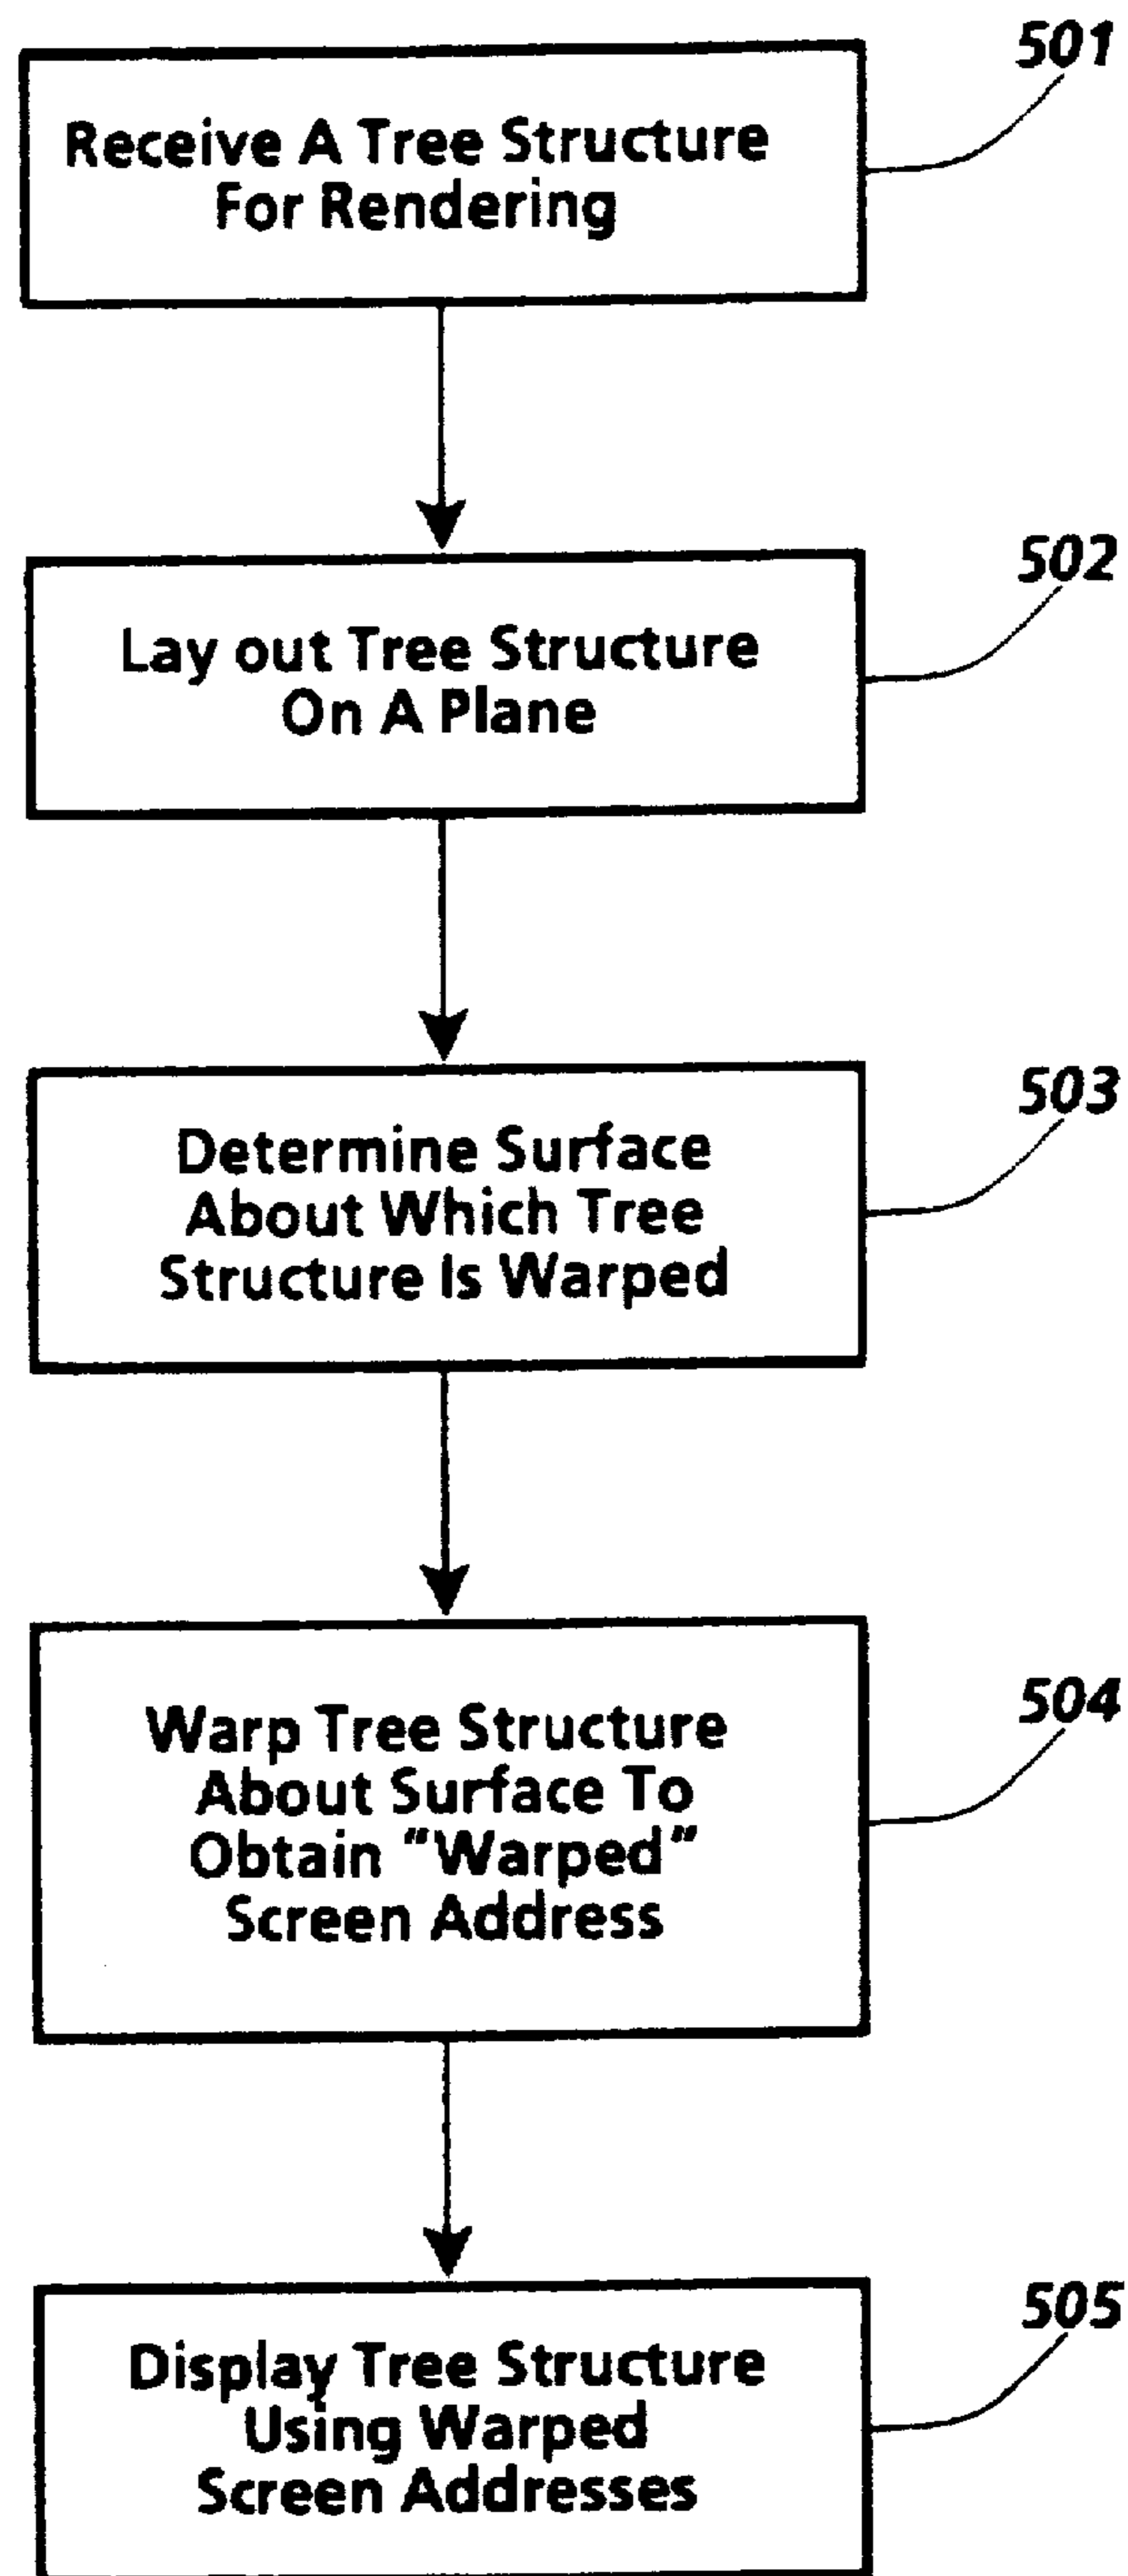 501
Receive A Tree Structure
For Rendering
502
Lay out Tree Structure
On A Plane
503
Determine Surface
About Which Tree
Structure Is Warped
504
Warp Tree Structure
About Surface To
Obtain "Warped"
Screen Address
505
Display Tree Structure
Using Warped
Screen Addresses